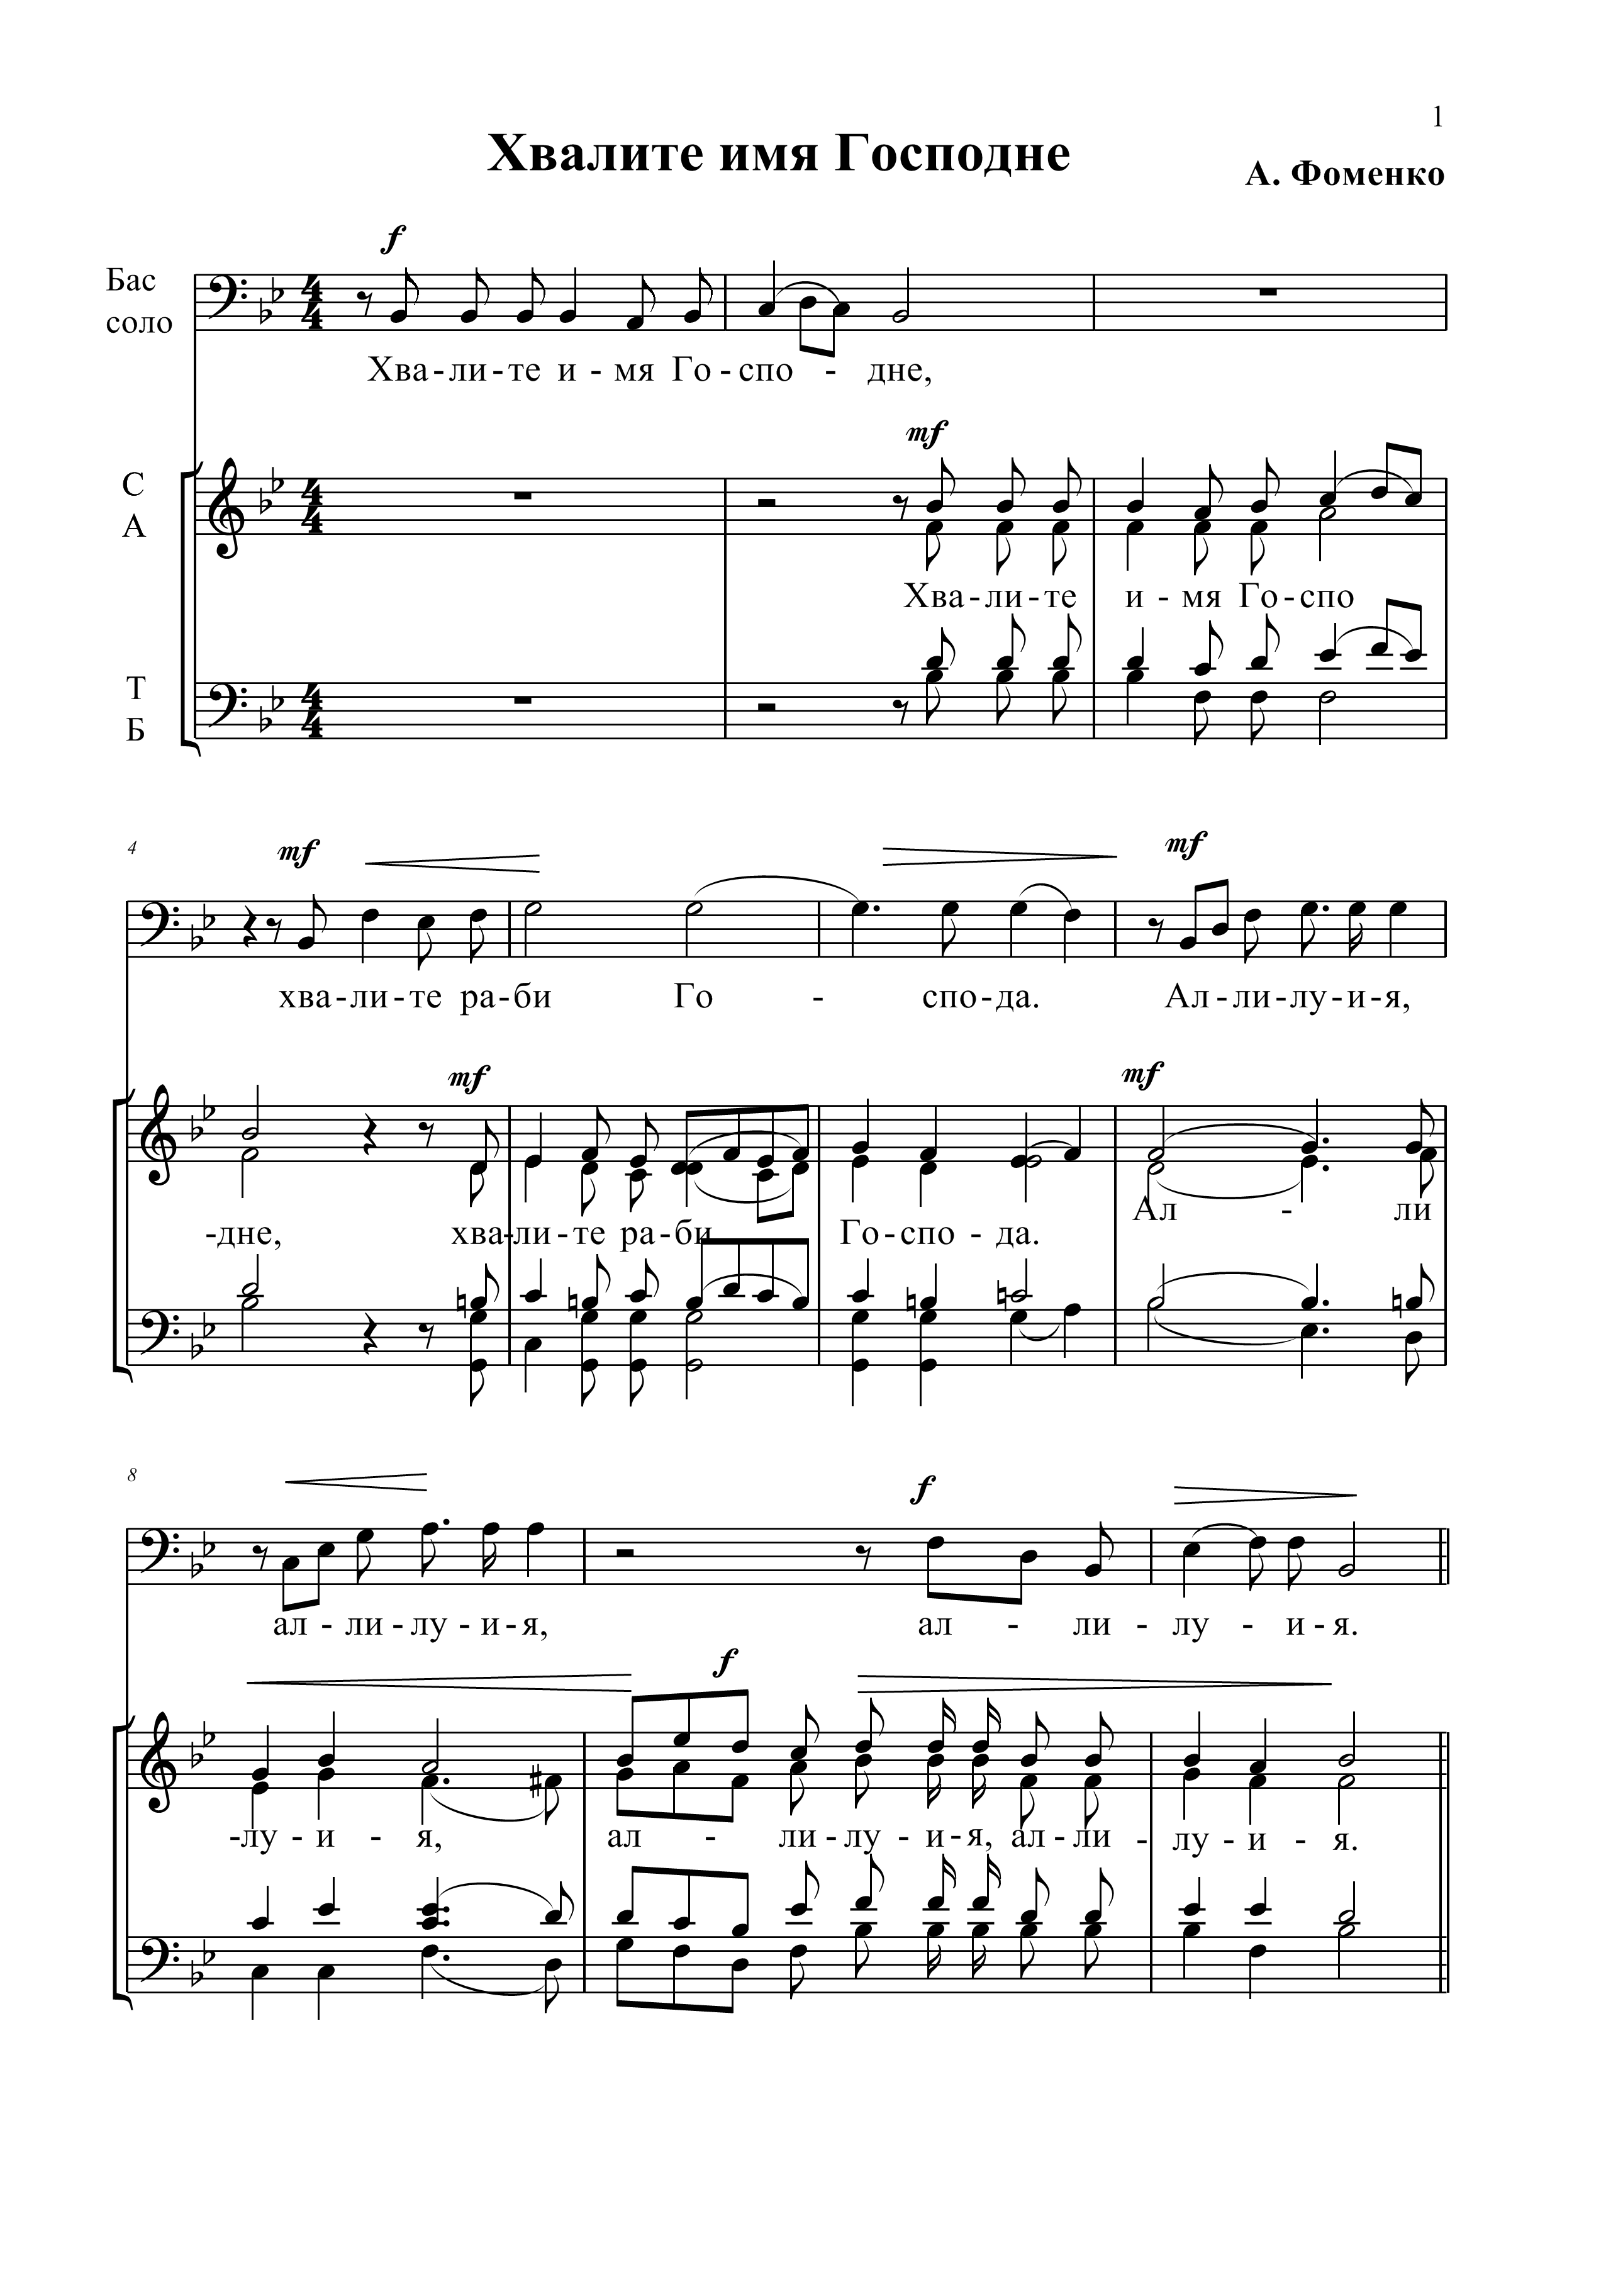 1
Хвалите имя Господне
А. Фоменко
f
Бас
соло
Хва-ли-те и-мя Го-спо - дне,
mf
С
А
Хва-ли-те и-мя Го-спо
Т
Б
4
mf
mf
хва-ли-те ра-би Го - спо-да. Ал-ли-лу-и-я,
mf
mf
-дне, хва-ли-те ра-би Го-спо - да. Ал - ли
8
f
ал - ли-лу-и-я, ал - ли - лу - и-я.
f
-лу - и - я, ал - ли-лу - и-я, ал-ли - лу - и - я.